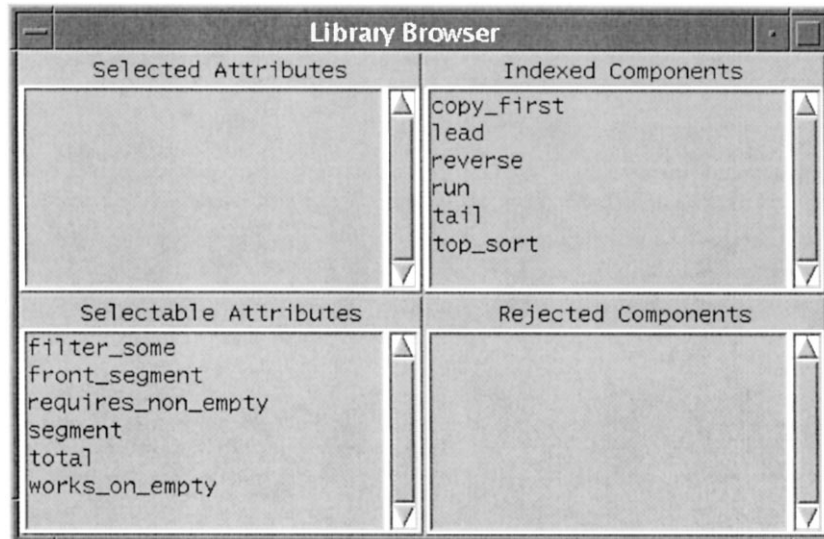 Library Browser
Selected Attributes
Indexed Components
copy_first
lead
reverse
run
tail
top_sort
Selectable Attributes
filter_some
front_segment
requires_non_empty
segment
total
works_on_empty
Rejected Components